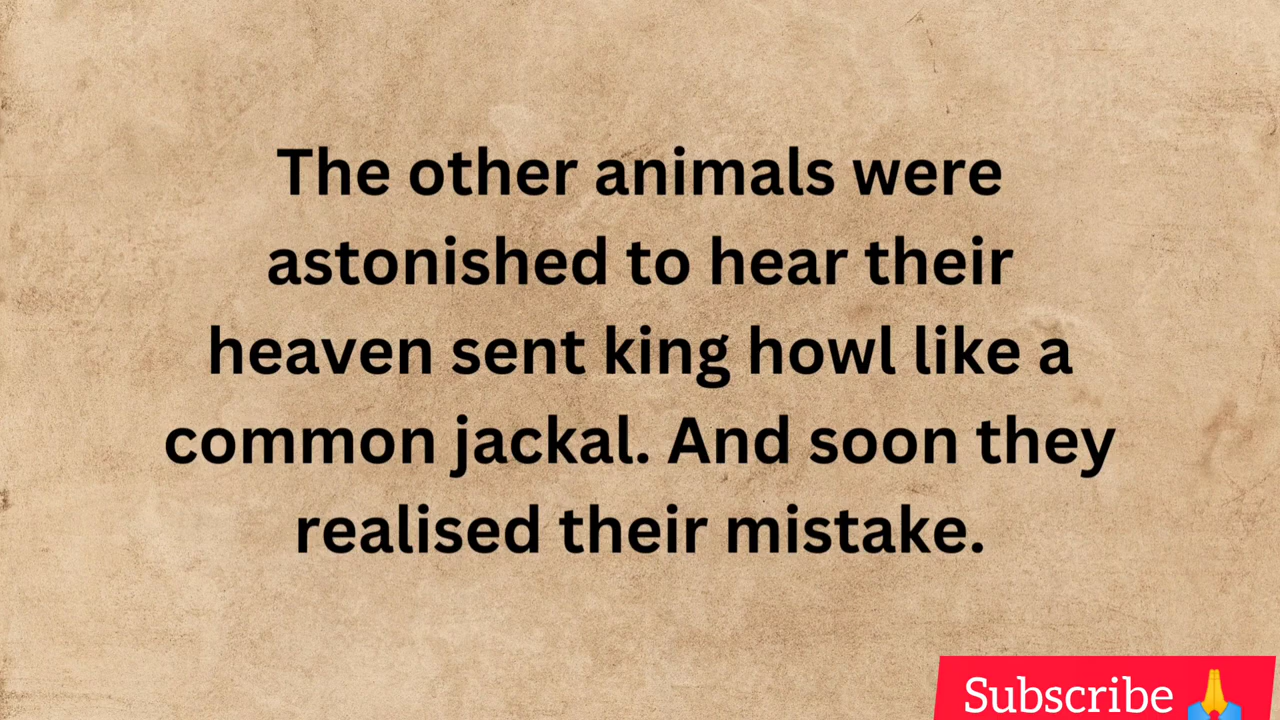 The other animals were
astonished to hear their
heaven sent king howl like a
common jackal. And soon they
realised their mistake.
Subscribe 🙏